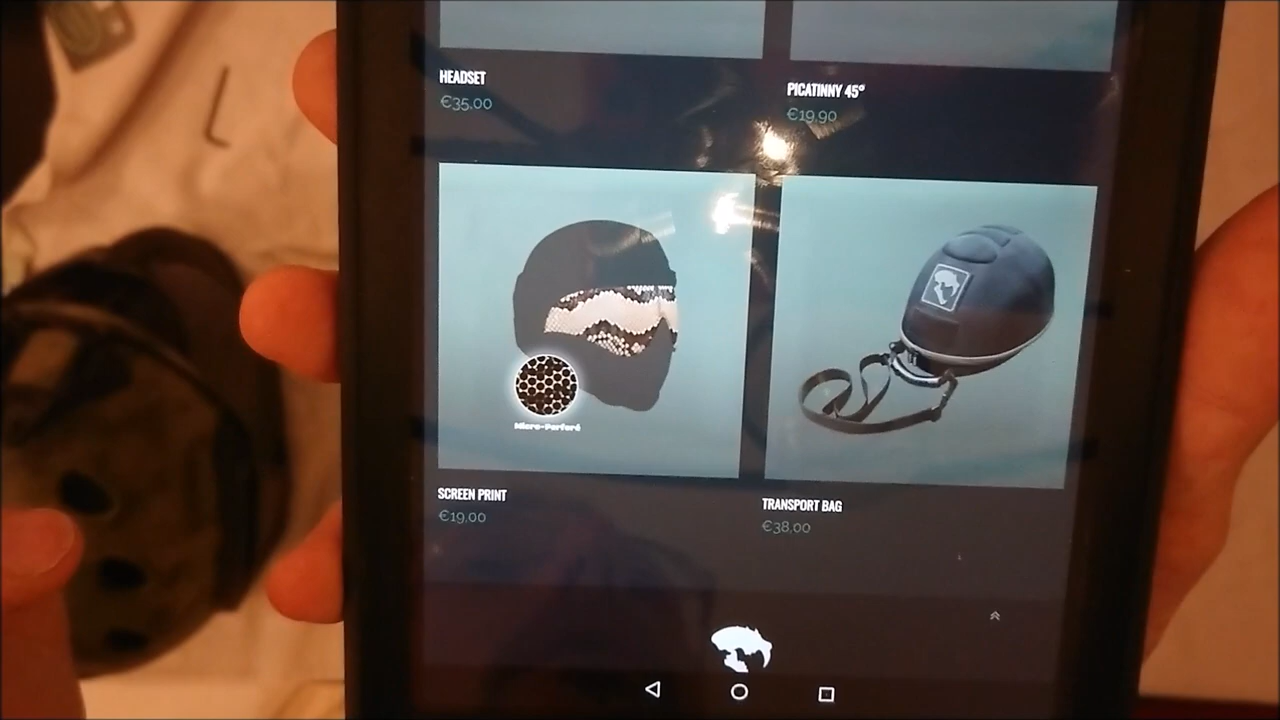 HEADSET
€35,00
PICATINNY 45°
€19,90
Micro-Perforé
SCREEN PRINT
€19,00
TRANSPORT BAG
€38,00